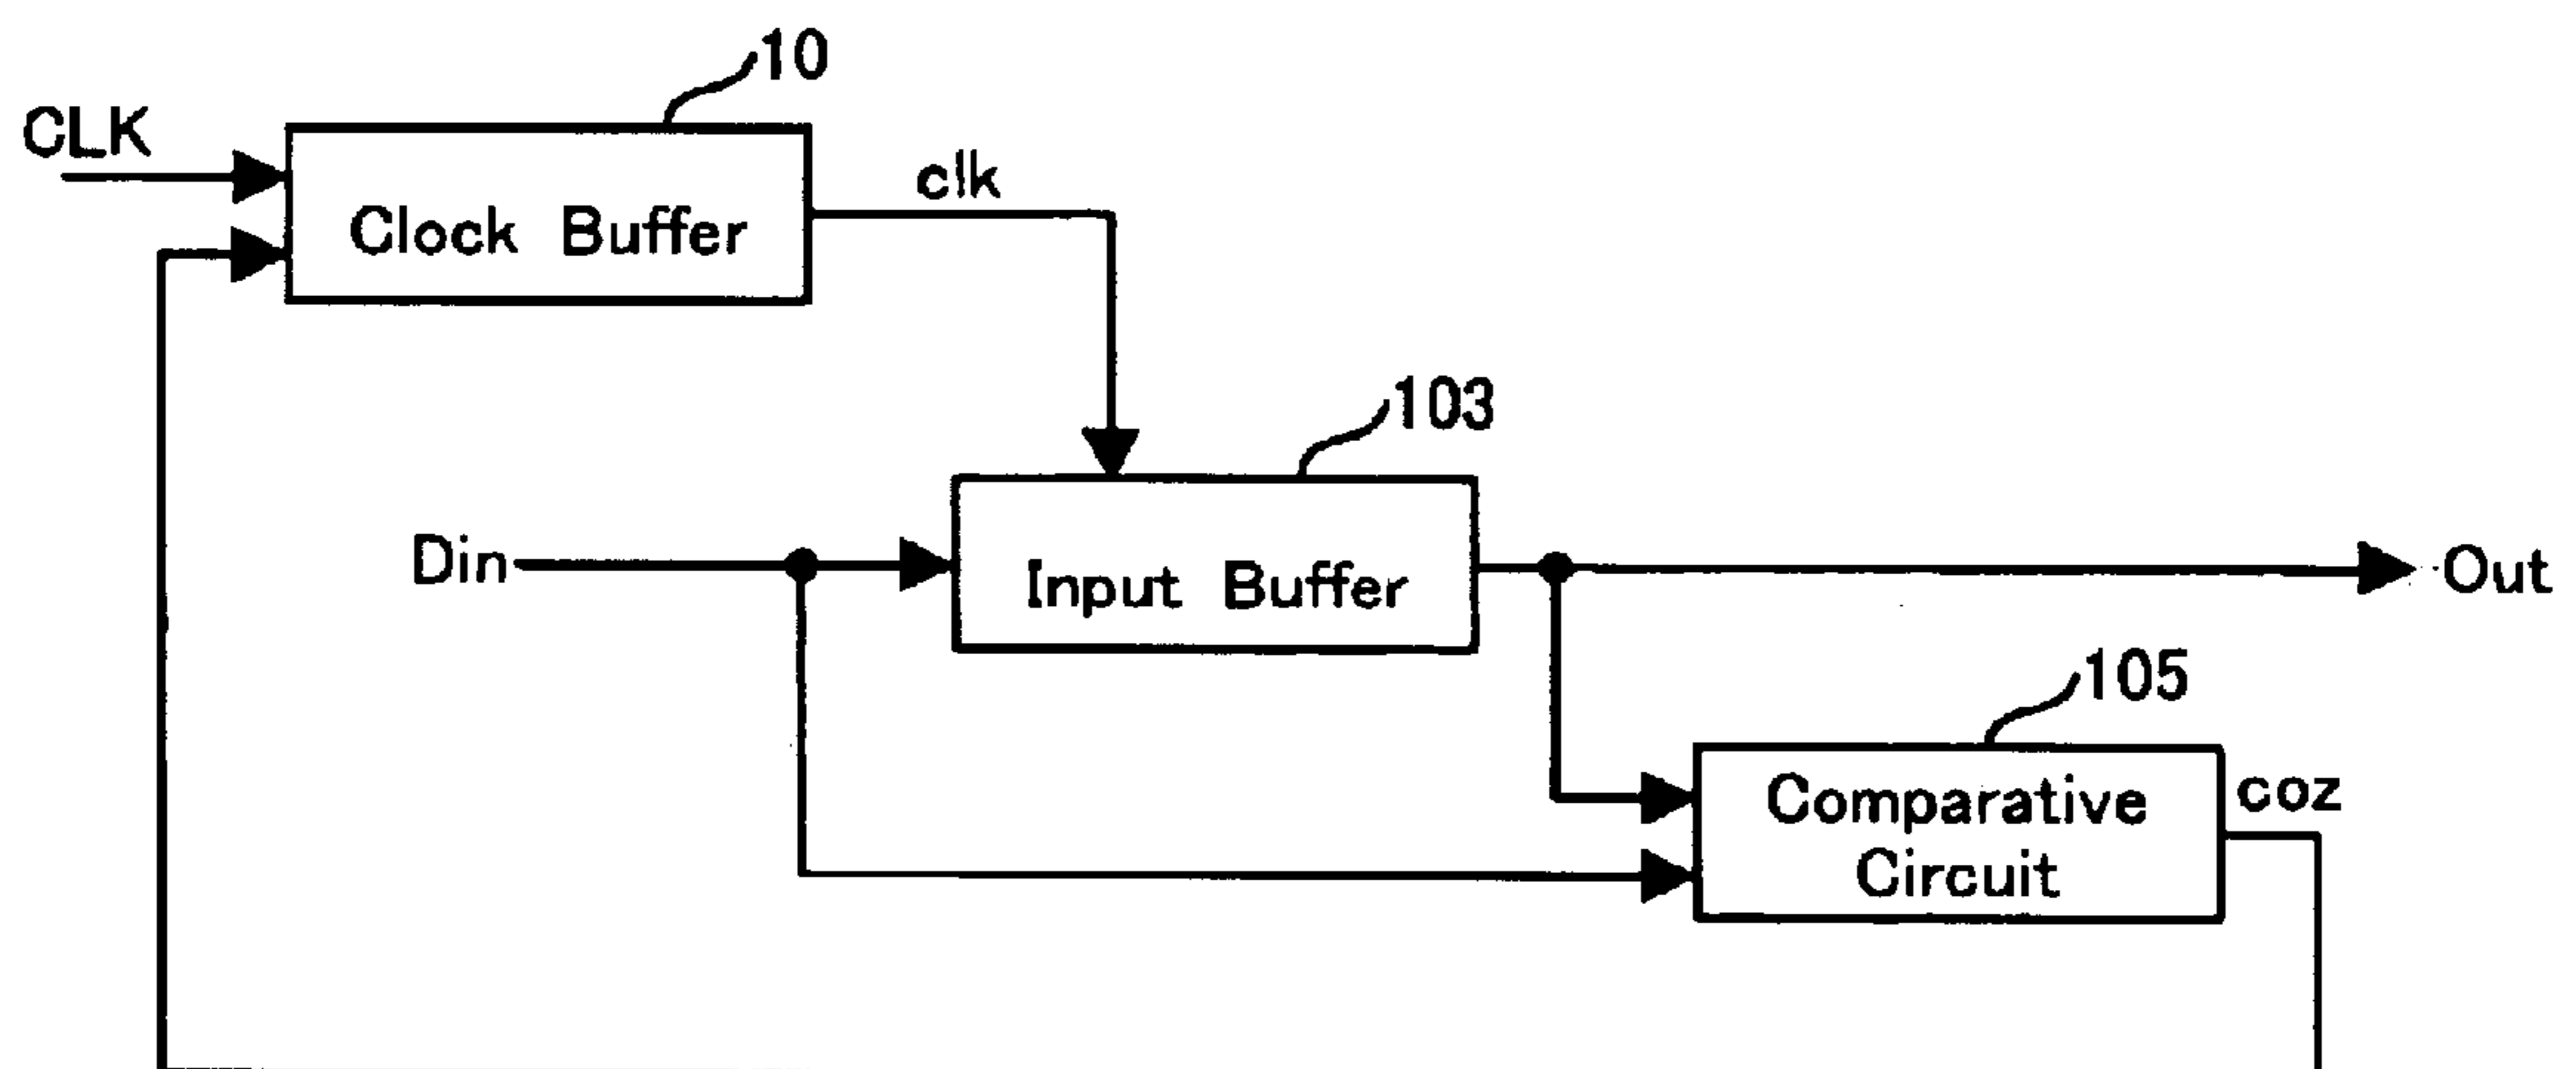 10
CLK
clk
Clock Buffer
103
Din
Input Buffer
Out
105
Comparative
Circuit
coz